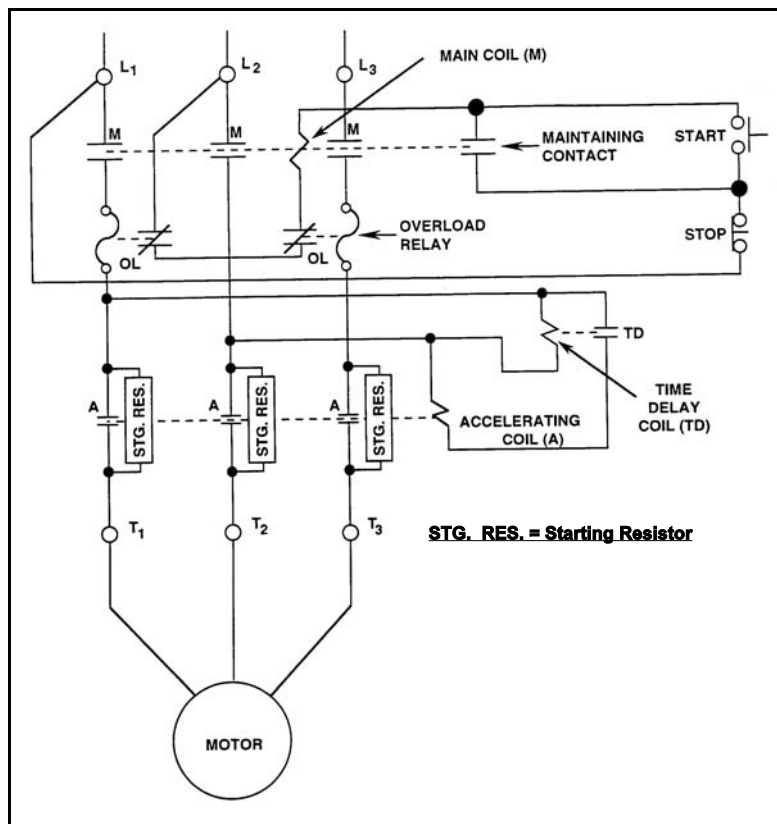 L1
L2
L3
MAIN COIL (M)
M
M
M
MAINTAINING
CONTACT
START
OL
OL
OVERLOAD
RELAY
STOP
TD
A
STG. RES.
A
STG. RES.
A
STG. RES.
ACCELERATING
COIL (A)
TIME
DELAY
COIL (TD)
T1
T2
T3
STG. RES. = Starting Resistor
MOTOR